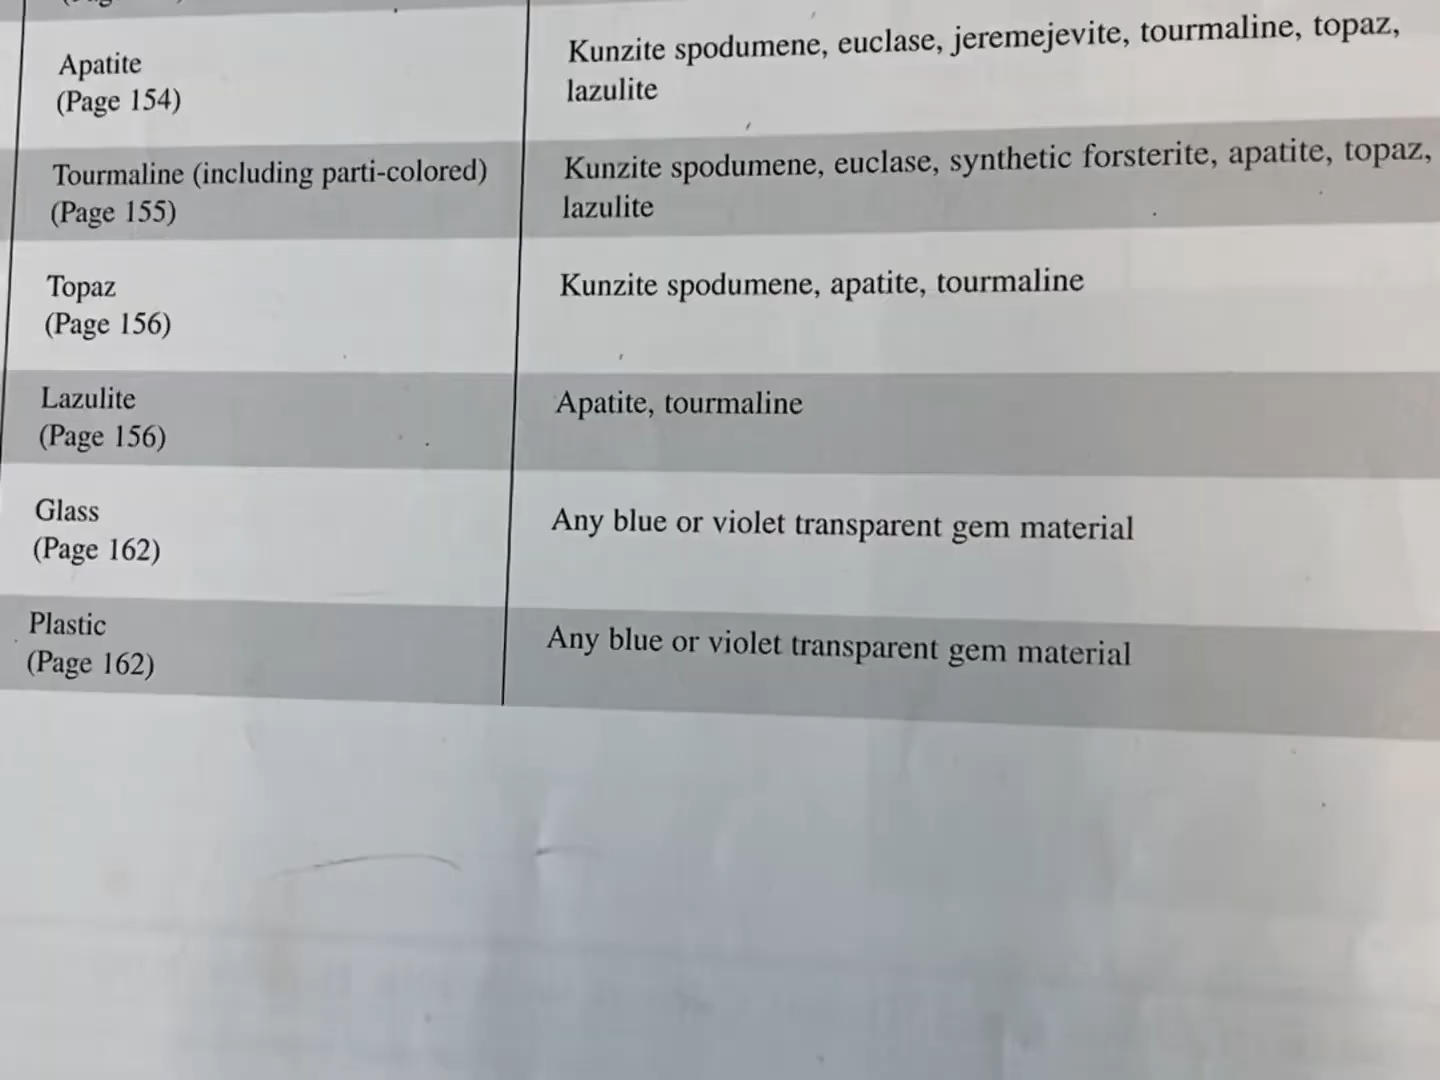 Apatite
(Page 154)
Kunzite spodumene, euclase, jeremejevite, tourmaline, topaz,
lazulite
Tourmaline (including parti-colored)
(Page 155)
Kunzite spodumene, euclase, synthetic forsterite, apatite, topaz,
lazulite
Topaz
(Page 156)
Kunzite spodumene, apatite, tourmaline
Lazulite
(Page 156)
Apatite, tourmaline
Glass
(Page 162)
Any blue or violet transparent gem material
Plastic
(Page 162)
Any blue or violet transparent gem material